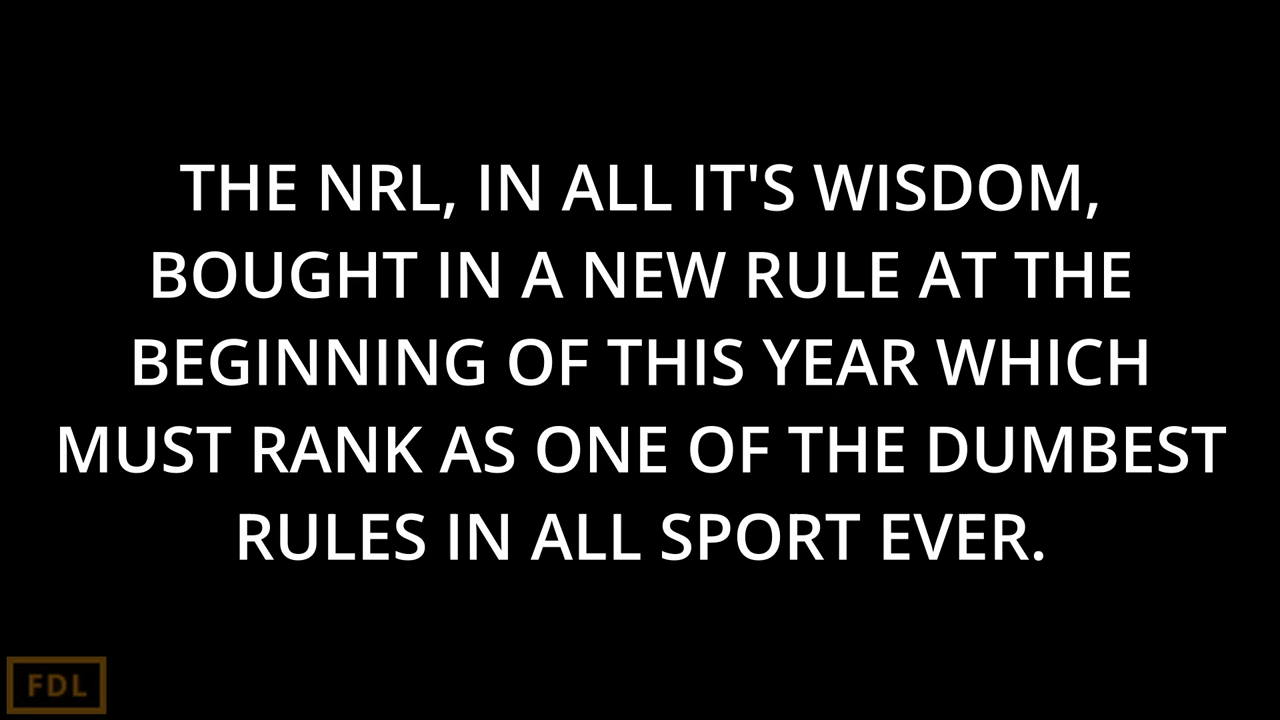 THE NRL, IN ALL IT'S WISDOM,
BOUGHT IN A NEW RULE AT THE
BEGINNING OF THIS YEAR WHICH
MUST RANK AS ONE OF THE DUMBEST
RULES IN ALL SPORT EVER.
FDL